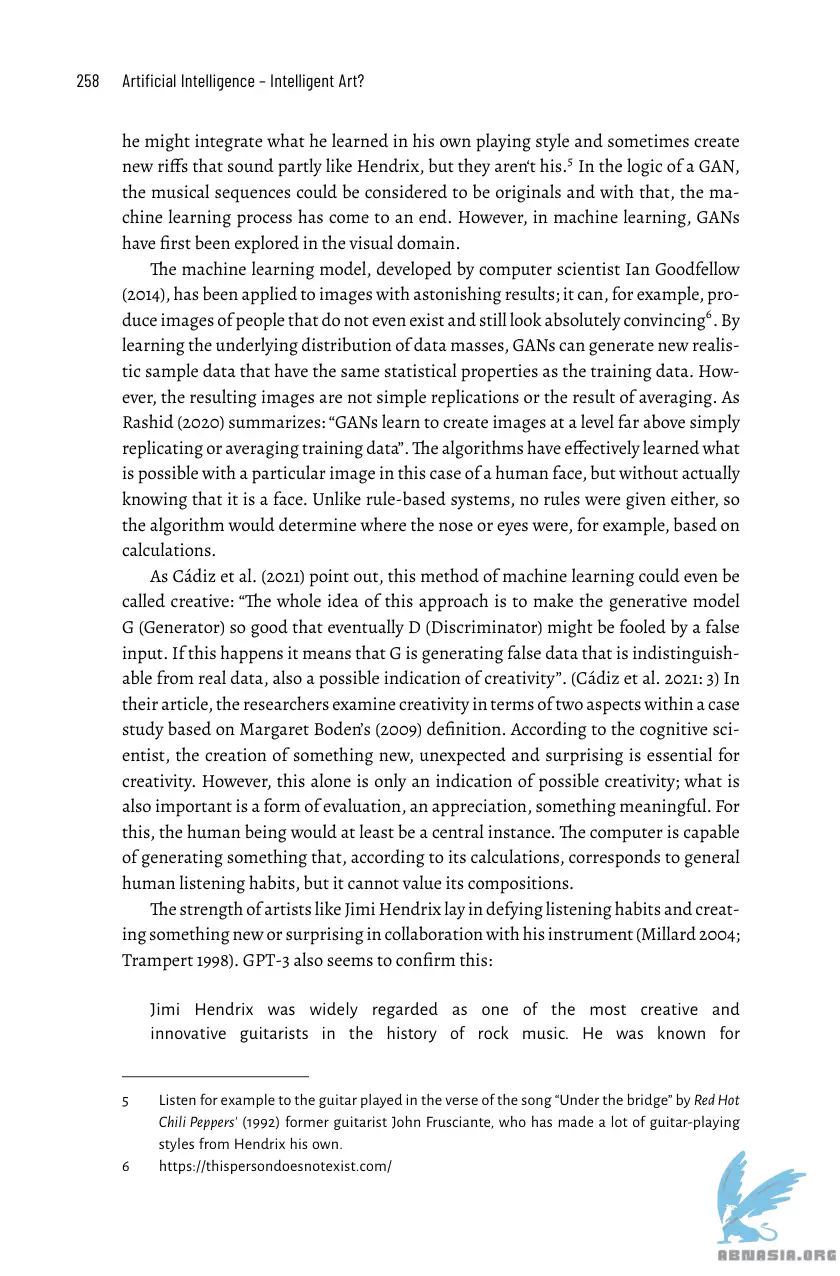 258 Artificial Intelligence – Intelligent Art?
he might integrate what he learned in his own playing style and sometimes create
new riffs that sound partly like Hendrix, but they aren‘t his.5 In the logic of a GAN,
the musical sequences could be considered to be originals and with that, the ma-
chine learning process has come to an end. However, in machine learning, GANs
have first been explored in the visual domain.
The machine learning model, developed by computer scientist Ian Goodfellow
(2014), has been applied to images with astonishing results; it can, for example, pro-
duce images of people that do not even exist and still look absolutely convincing6. By
learning the underlying distribution of data masses, GANs can generate new realis-
tic sample data that have the same statistical properties as the training data. How-
ever, the resulting images are not simple replications or the result of averaging. As
Rashid (2020) summarizes: “GANs learn to create images at a level far above simply
replicating or averaging training data”. The algorithms have effectively learned what
is possible with a particular image in this case of a human face, but without actually
knowing that it is a face. Unlike rule-based systems, no rules were given either, so
the algorithm would determine where the nose or eyes were, for example, based on
calculations.
As Cádiz et al. (2021) point out, this method of machine learning could even be
called creative: “The whole idea of this approach is to make the generative model
G (Generator) so good that eventually D (Discriminator) might be fooled by a false
input. If this happens it means that G is generating false data that is indistinguish-
able from real data, also a possible indication of creativity”. (Cádiz et al. 2021: 3) In
their article, the researchers examine creativity in terms of two aspects within a case
study based on Margaret Boden’s (2009) definition. According to the cognitive sci-
entist, the creation of something new, unexpected and surprising is essential for
creativity. However, this alone is only an indication of possible creativity; what is
also important is a form of evaluation, an appreciation, something meaningful. For
this, the human being would at least be a central instance. The computer is capable
of generating something that, according to its calculations, corresponds to general
human listening habits, but it cannot value its compositions.
The strength of artists like Jimi Hendrix lay in defying listening habits and creat-
ing something new or surprising in collaboration with his instrument (Millard 2004;
Trampert 1998). GPT-3 also seems to confirm this:
Jimi Hendrix was widely regarded as one of the most creative and
innovative guitarists in the history of rock music. He was known for
5 Listen for example to the guitar played in the verse of the song “Under the bridge” by Red Hot
Chili Peppers’ (1992) former guitarist John Frusciante, who has made a lot of guitar-playing
styles from Hendrix his own.
6 https://thispersondoesnotexist.com/
ABNASIA.ORG